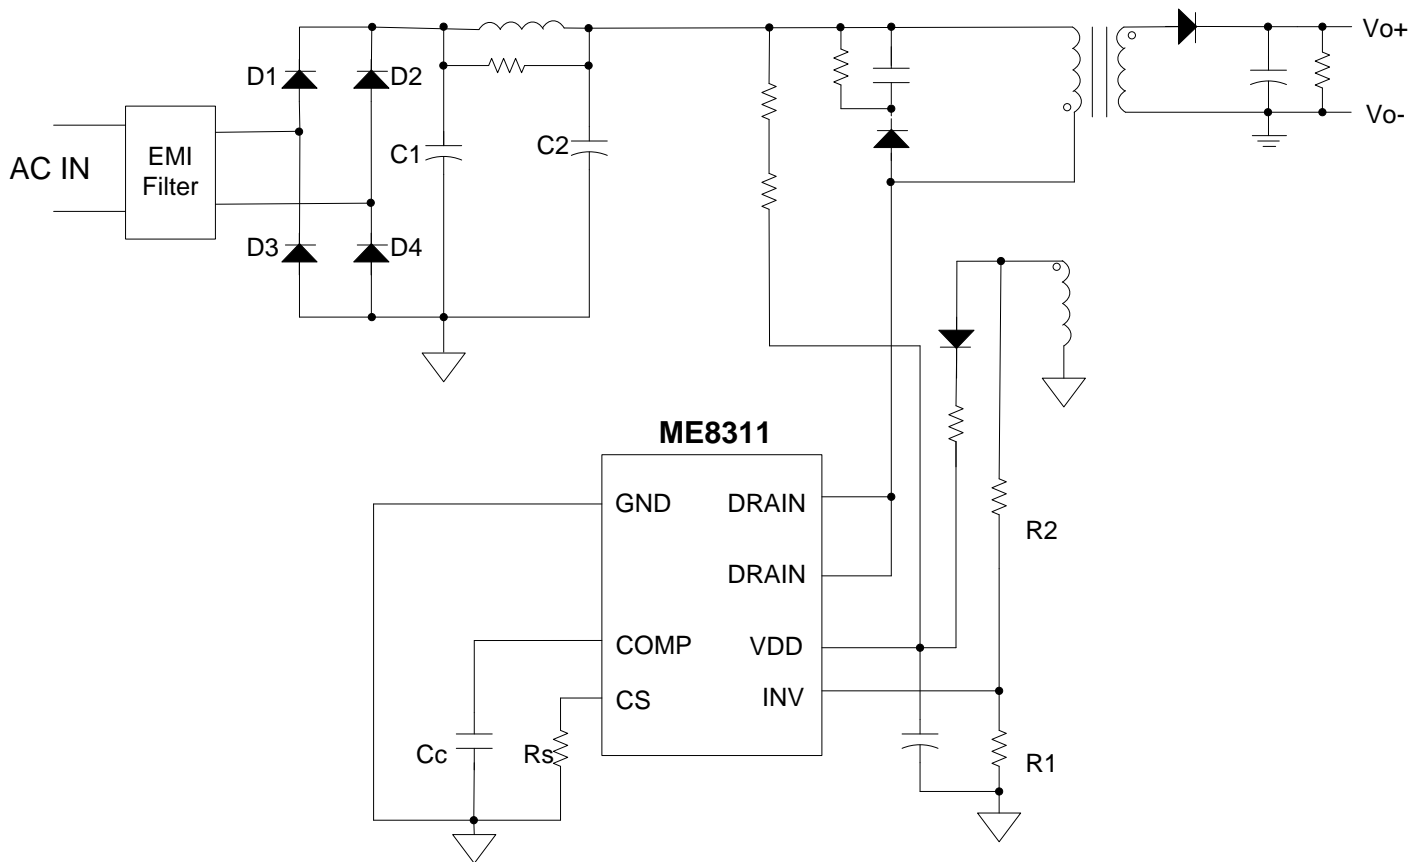 Vo+
D1
D2
C1
C2
Vo-
AC IN
EMI
Filter
D3
D4
ME8311
GND
DRAIN
R2
DRAIN
COMP
VDD
CS
INV
Cc
Rs
R1